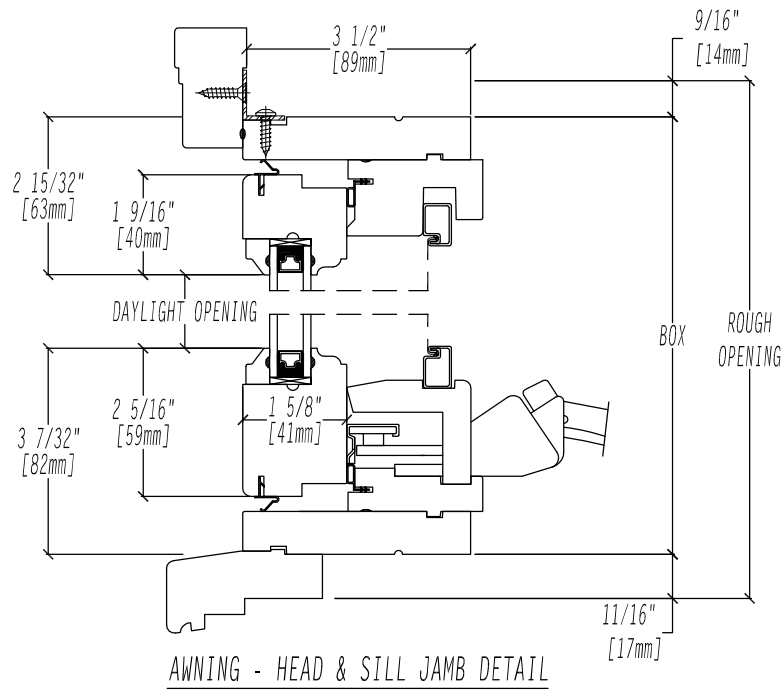 9/16"
[14mm]
3 1/2"
[89mm]
2 15/32"
[63mm]
1 9/16"
[40mm]
DAYLIGHT OPENING
BOX
ROUGH
OPENING
2 5/16"
[59mm]
1 5/8"
[41mm]
3 7/32"
[82mm]
11/16"
[17mm]
AWNING - HEAD & SILL JAMB DETAIL